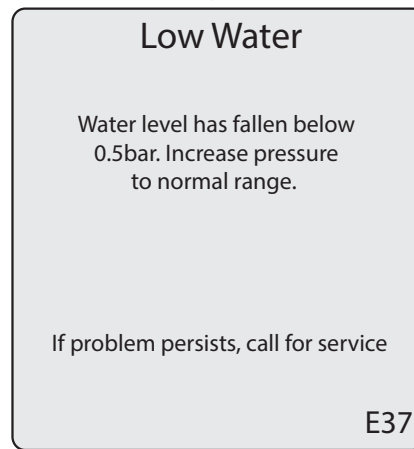 Low Water
Water level has fallen below
0.5bar. Increase pressure
to normal range.
If problem persists, call for service
E37